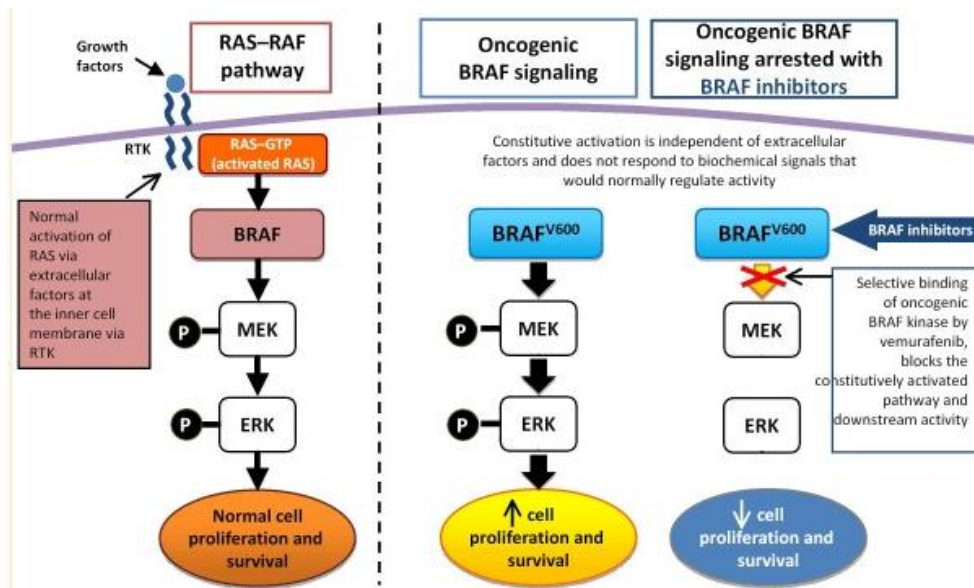 Growth
factors
RAS–RAF
pathway
RTK
RAS–GTP
(activated RAS)
Normal
activation of
RAS via
extracellular
factors at
the inner cell
membrane via
RTK
BRAF
P
MEK
P
ERK
Normal cell
proliferation and
survival
Oncogenic
BRAF signaling
Oncogenic BRAF
signaling arrested with
BRAF inhibitors
Constitutive activation is independent of extracellular
factors and does not respond to biochemical signals that
would normally regulate activity
BRAFV600
P
MEK
P
ERK
↑ cell
proliferation and
survival
BRAFV600
BRAF inhibitors
MEK
Selective binding
of oncogenic
BRAF kinase by
vemurafenib,
blocks the
constitutively activated
pathway and
downstream activity
ERK
↓ cell
proliferation and
survival